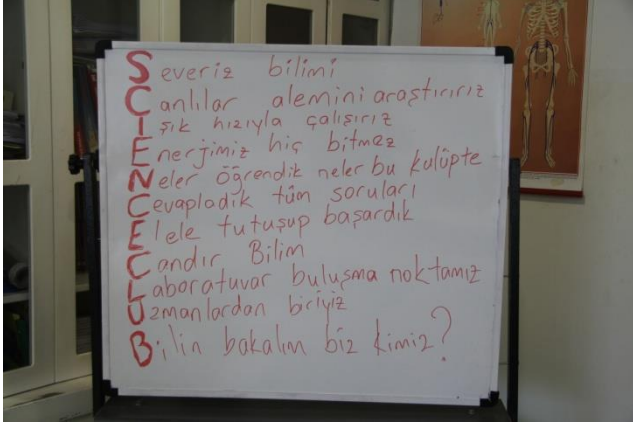 Severiz bilimi
Canlılar alemini araştırırız
Işık hızıyla çalışırız
Enerjimiz hiç bitmez
Neler öğrendik neler bu kulüpte
Cevapladık tüm soruları
Elele tutuşup başardık
Candır Bilim
Labaratuvar buluşma noktamız
Uzmanlardan biriyiz
Bilin bakalım biz kimiz?